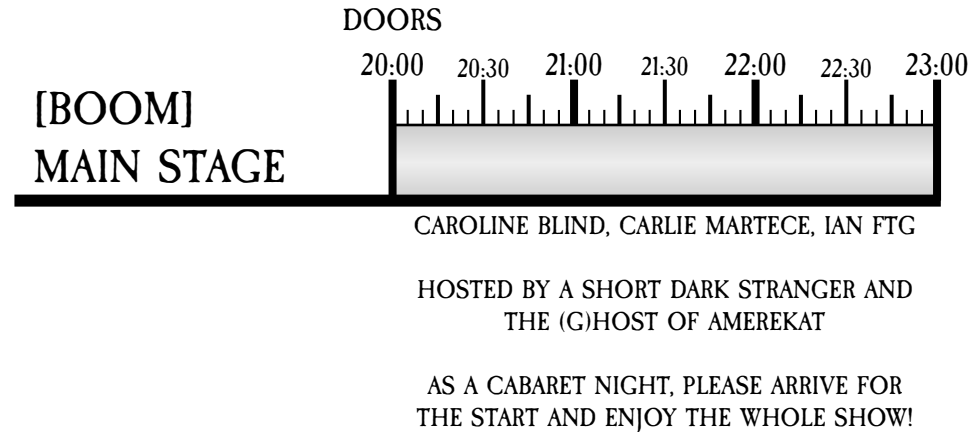 DOORS
20:00 20:30 21:00 21:30 22:00 22:30 23:00
[BOOM]
MAIN STAGE
CAROLINE BLIND, CARLIE MARTECE, IAN FTG
HOSTED BY A SHORT DARK STRANGER AND
THE (G)HOST OF AMEREKAT
AS A CABARET NIGHT, PLEASE ARRIVE FOR
THE START AND ENJOY THE WHOLE SHOW!